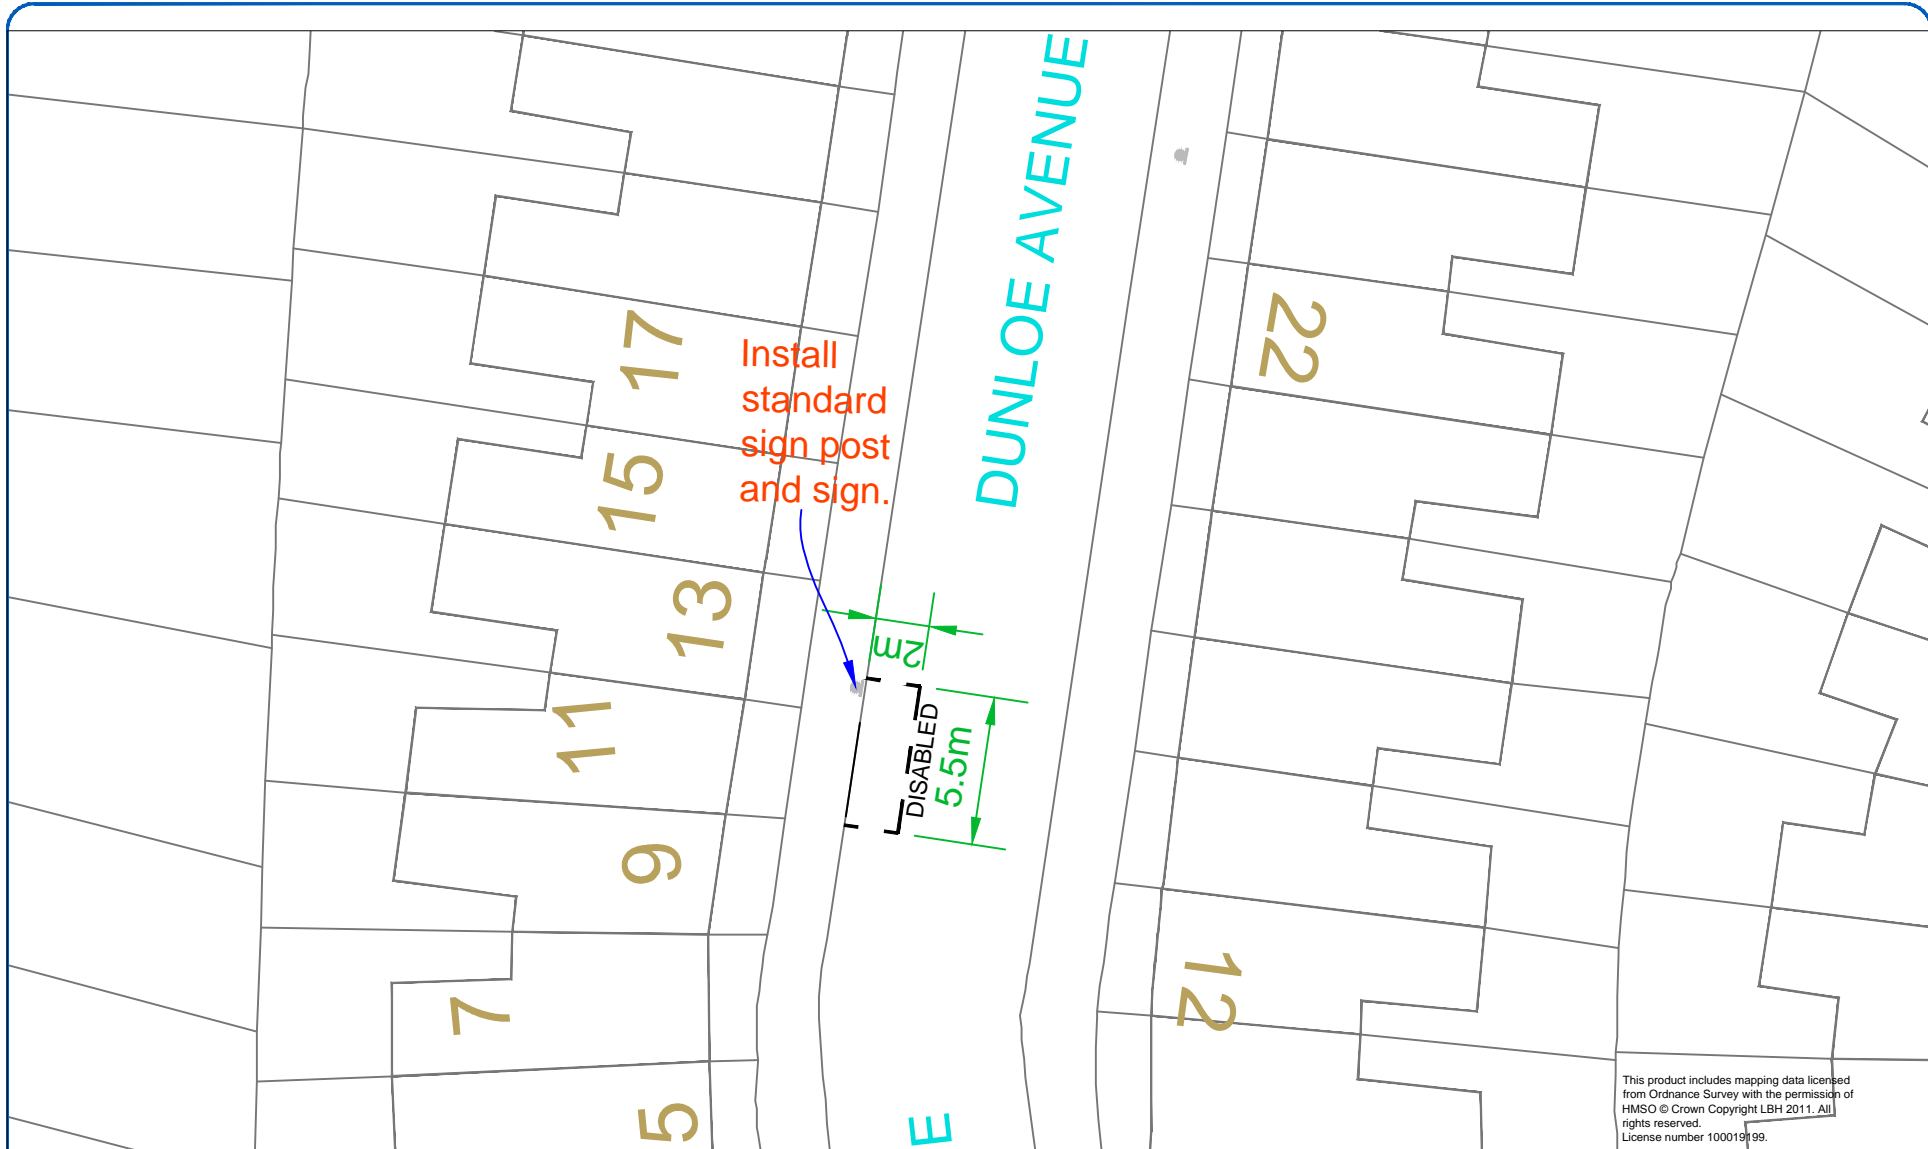 DUNLOE AVENUE
17
22
Install
standard
sign post
and sign.
15
13
2m
11
DISABLED
5.5m
9
7
12
5
E
This product includes mapping data licensed
from Ordnance Survey with the permission of
HMSO © Crown Copyright LBH 2011. All
rights reserved.
License number 100019199.